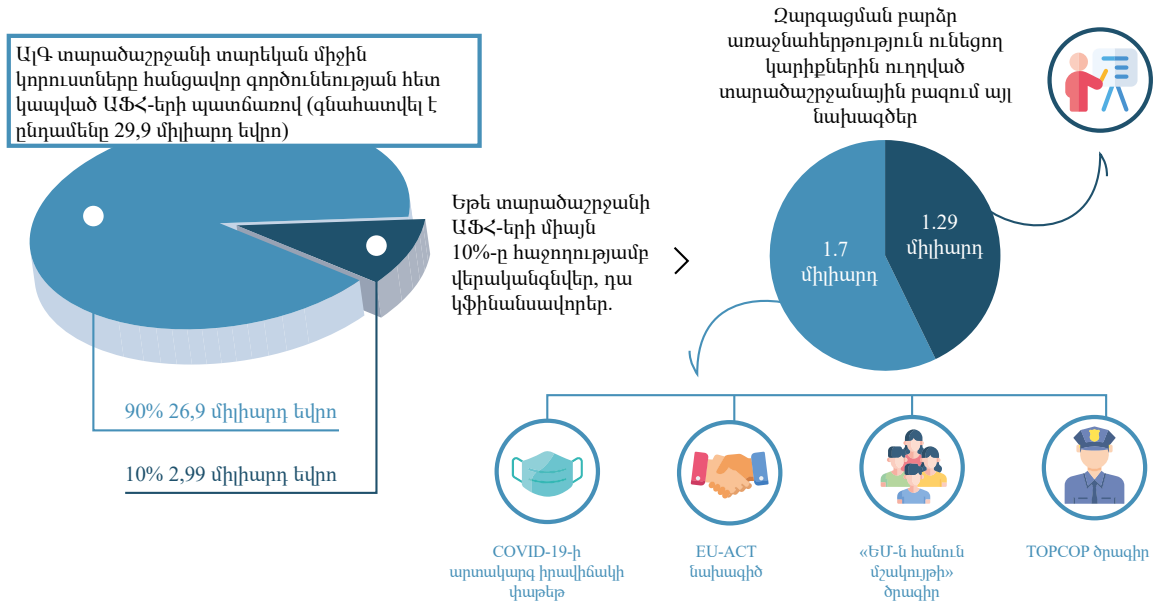 ԱլԳ տարածաշրջանի տարեկան միջին
կորուստները հանցավոր գործունեության հետ
կապված ԱՖՀ-երի պատճառով (գնահատվել է
ընդամենը 29,9 միլիարդ եվրո)
90% 26,9 միլիարդ եվրո
10% 2,99 միլիարդ եվրո
Եթե տարածաշրջանի
ԱՖՀ-երի միայն
10%-ը հաջողությամբ
վերականգնվեր, դա
կֆինանսավորեր.
Զարգացման բարձր
առաջնահերթություն ունեցող
կարիքներին ուղղված
տարածաշրջանային բազում այլ
նախագծեր
1.7
միլիարդ
1.29
միլիարդ
COVID-19-ի
արտակարգ իրավիճակի
փաթեթ
EU-ACT
նախագիծ
«ԵՄ-ն հանուն
մշակույթի»
ծրագիր
TOPCOP ծրագիր